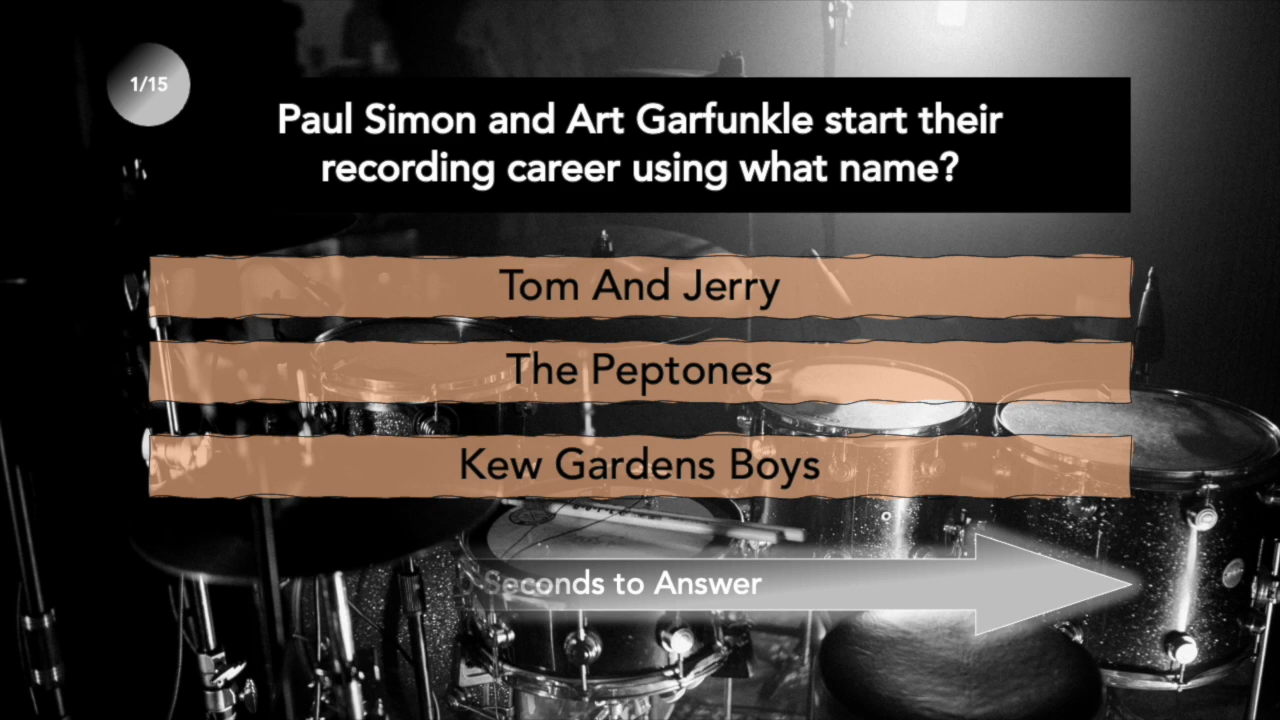 1/15
Paul Simon and Art Garfunkle start their
recording career using what name?
Tom And Jerry
The Peptones
Kew Gardens Boys
Seconds to Answer